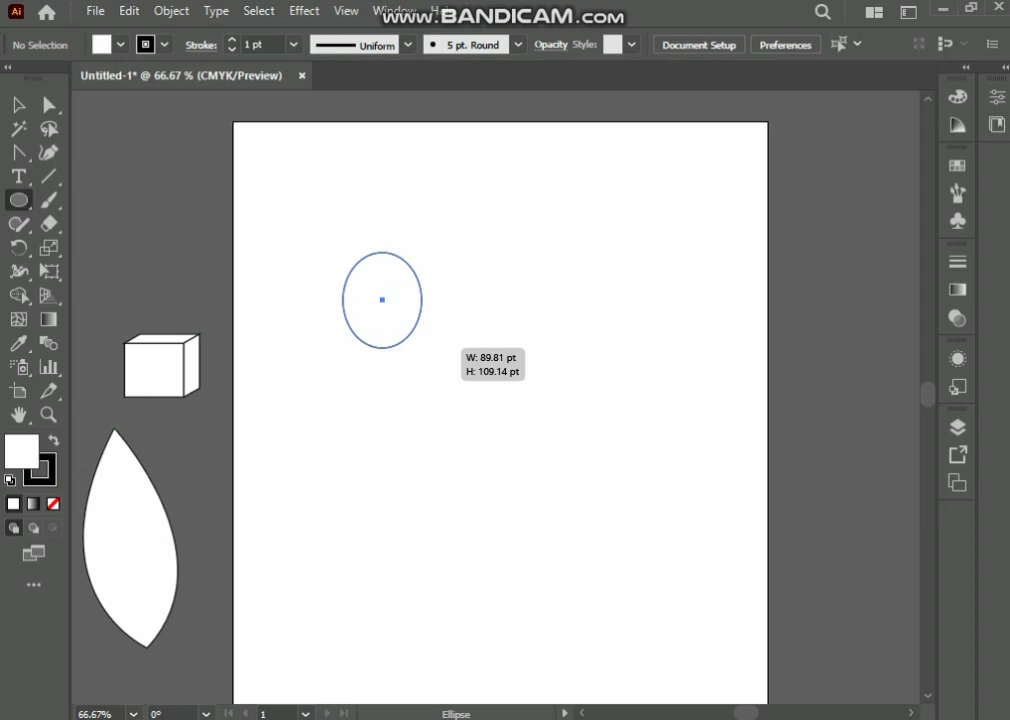 Ai File Edit Object Type Select Effect View Window
WWW.BANDICAM.COM
No Selection Stroke: 1 pt Uniform 5 pt. Round Opacity Style: Document Setup Preferences
Untitled-1* @ 66.67 % (CMYK/Preview) ×
T
W: 89.81 pt
H: 109.14 pt
66.67% 0° 1 Ellipse